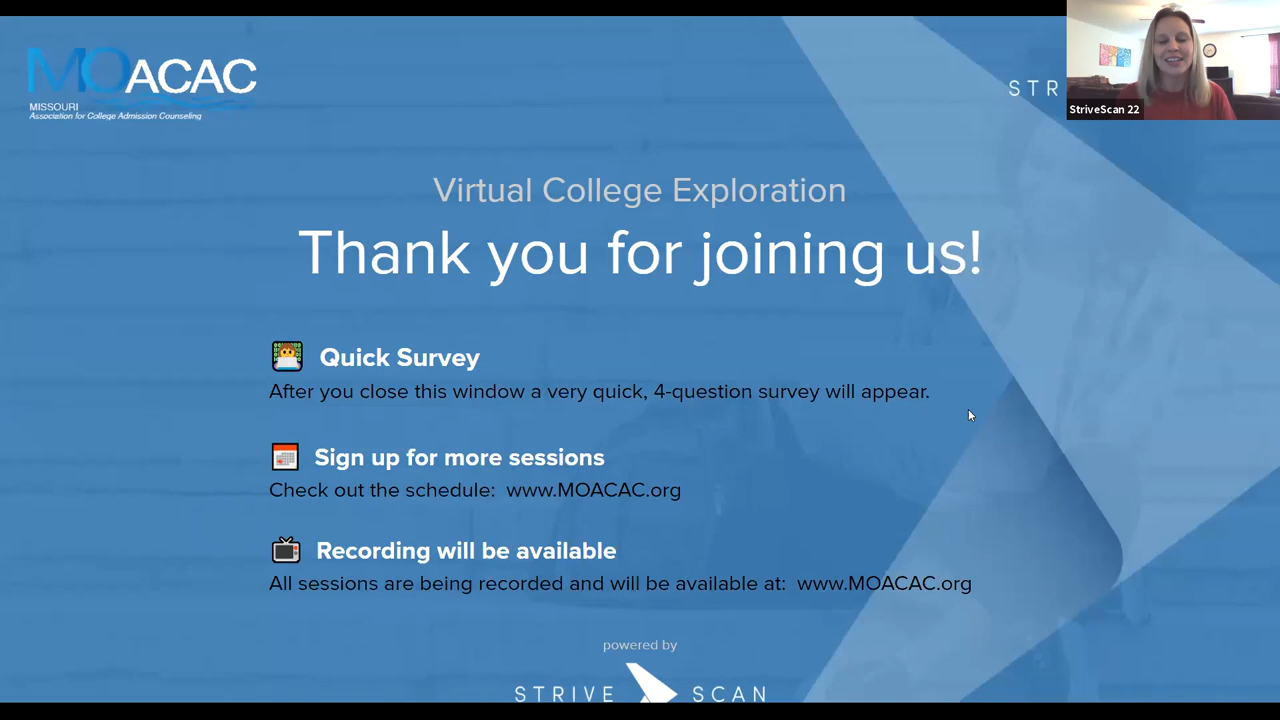 MOACAC
MISSOURI
Association for College Admission Counseling
STR
StriveScan 22
Virtual College Exploration
Thank you for joining us!
Quick Survey
After you close this window a very quick, 4-question survey will appear.
Sign up for more sessions
Check out the schedule: www.MOACAC.org
Recording will be available
All sessions are being recorded and will be available at: www.MOACAC.org
powered by
STRIVE SCAN